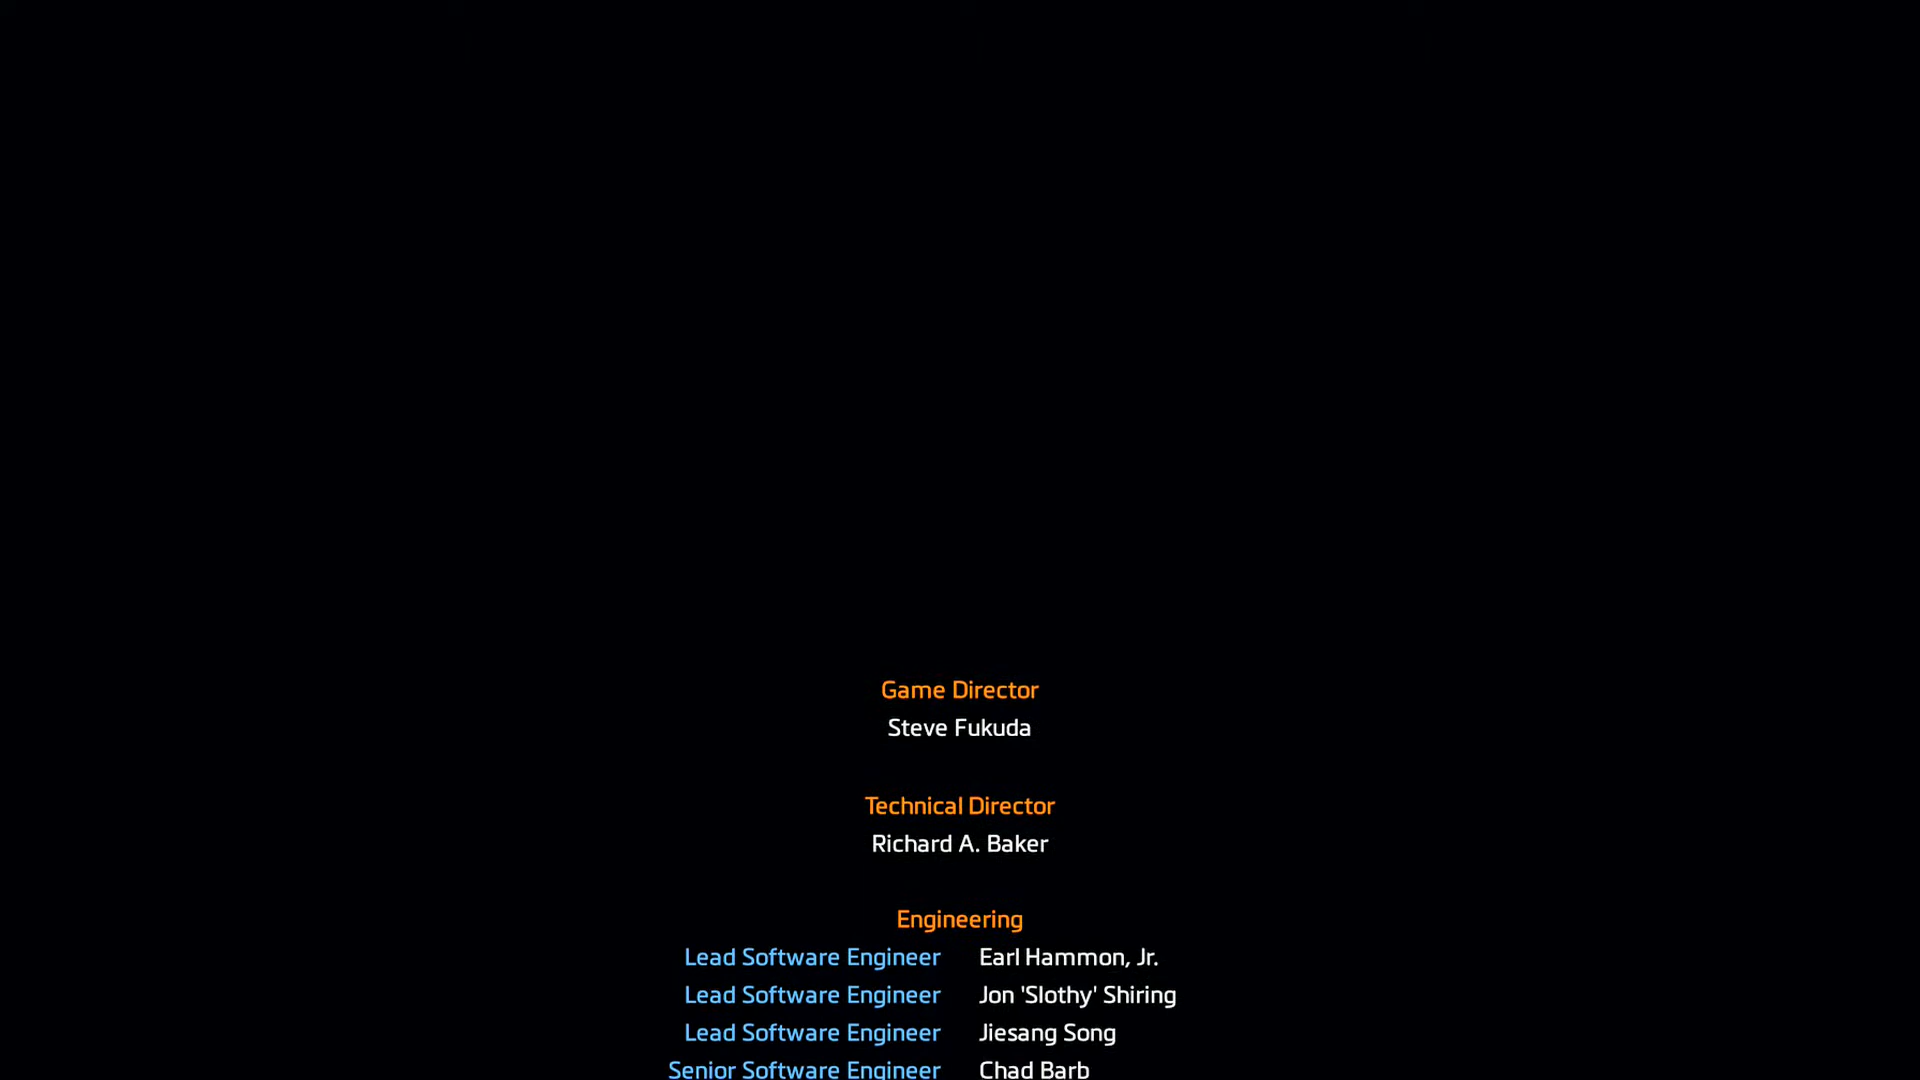 Game Director
Steve Fukuda
Technical Director
Richard A. Baker
Engineering
Lead Software Engineer Earl Hammon, Jr.
Lead Software Engineer Jon 'Slothy' Shiring
Lead Software Engineer Jiesang Song
Senior Software Engineer Chad Barb